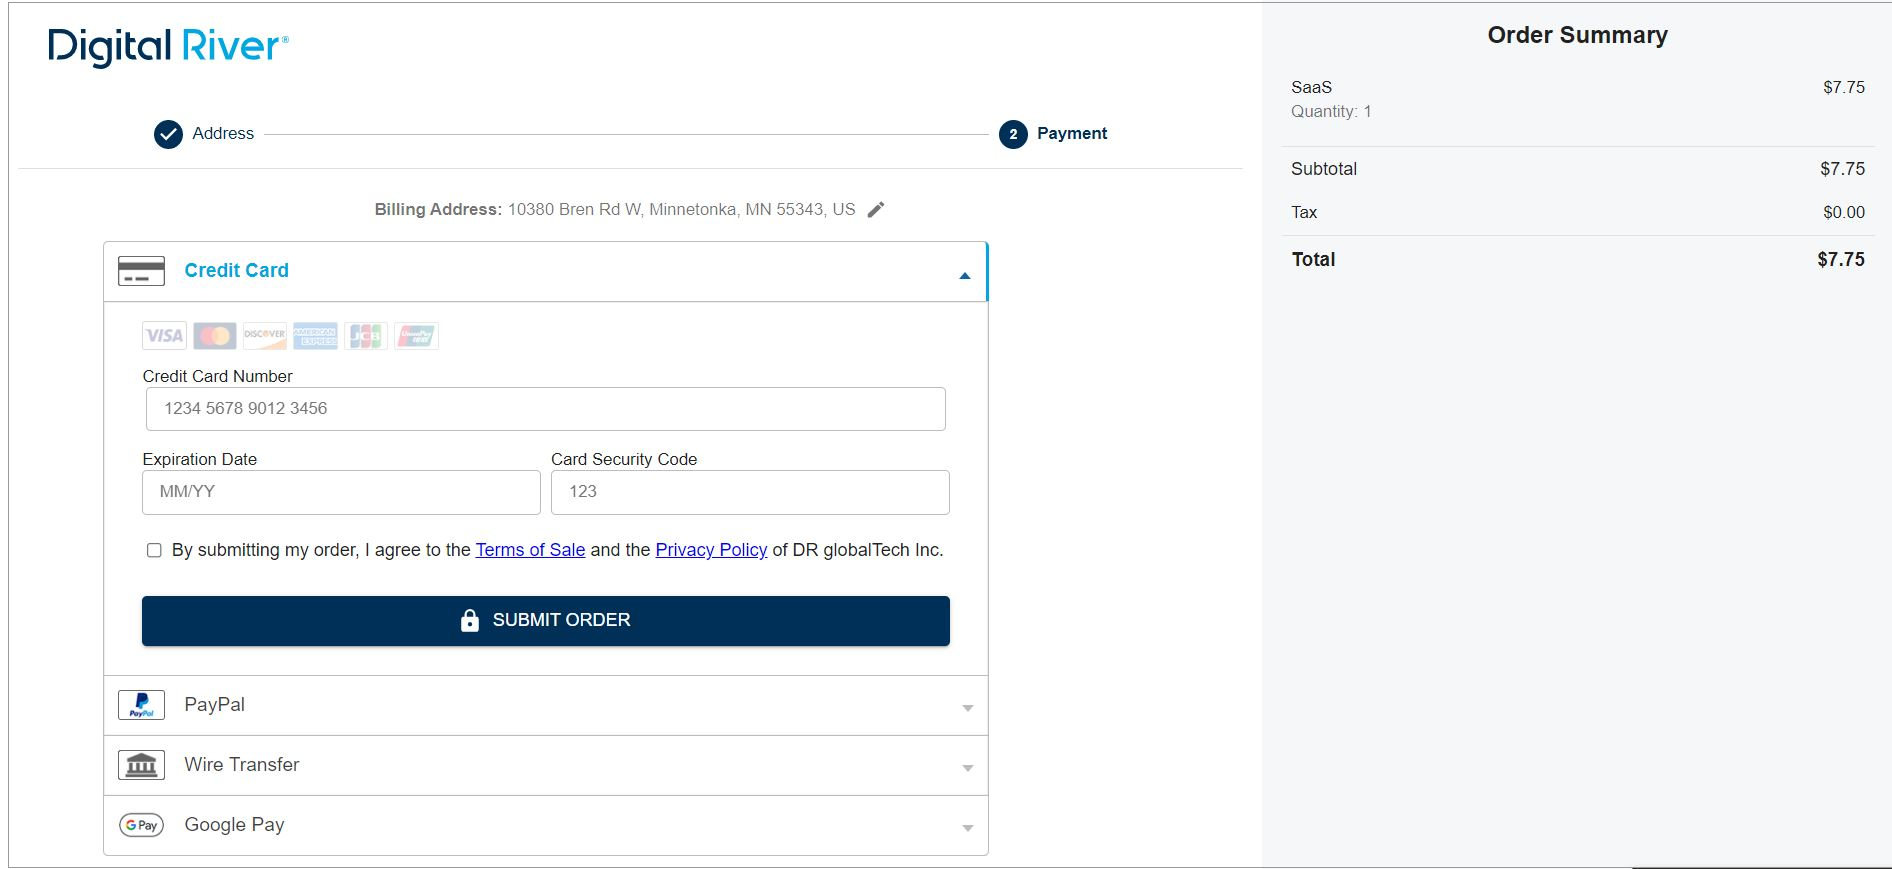 Digital River®
Address
2 Payment
Billing Address: 10380 Bren Rd W, Minnetonka, MN 55343, US
Credit Card
VISA DISCOVER AMERICAN EXPRESS JCB UnionPay
Credit Card Number
1234 5678 9012 3456
Expiration Date Card Security Code
MM/YY 123
By submitting my order, I agree to the Terms of Sale and the Privacy Policy of DR globalTech Inc.
SUBMIT ORDER
PayPal PayPal
Wire Transfer
G Pay Google Pay
Order Summary
SaaS $7.75
Quantity: 1
Subtotal $7.75
Tax $0.00
Total $7.75